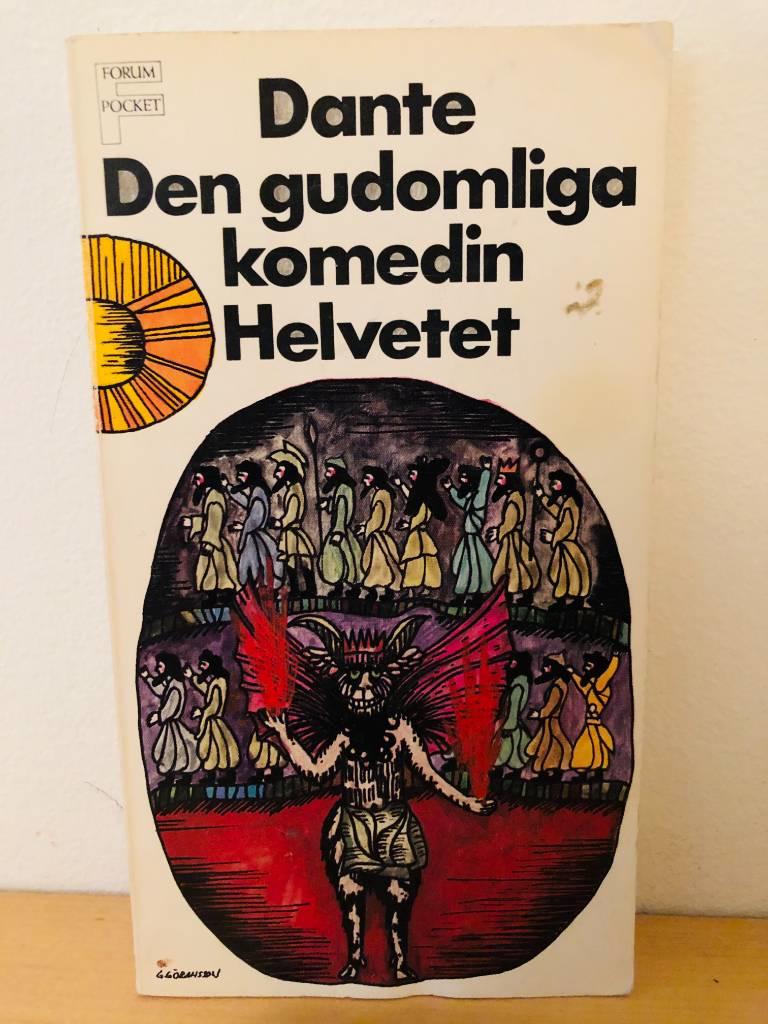 FORUM
POCKET
Dante
Den gudomliga
komedin
Helvetet
G GÖRANSSON